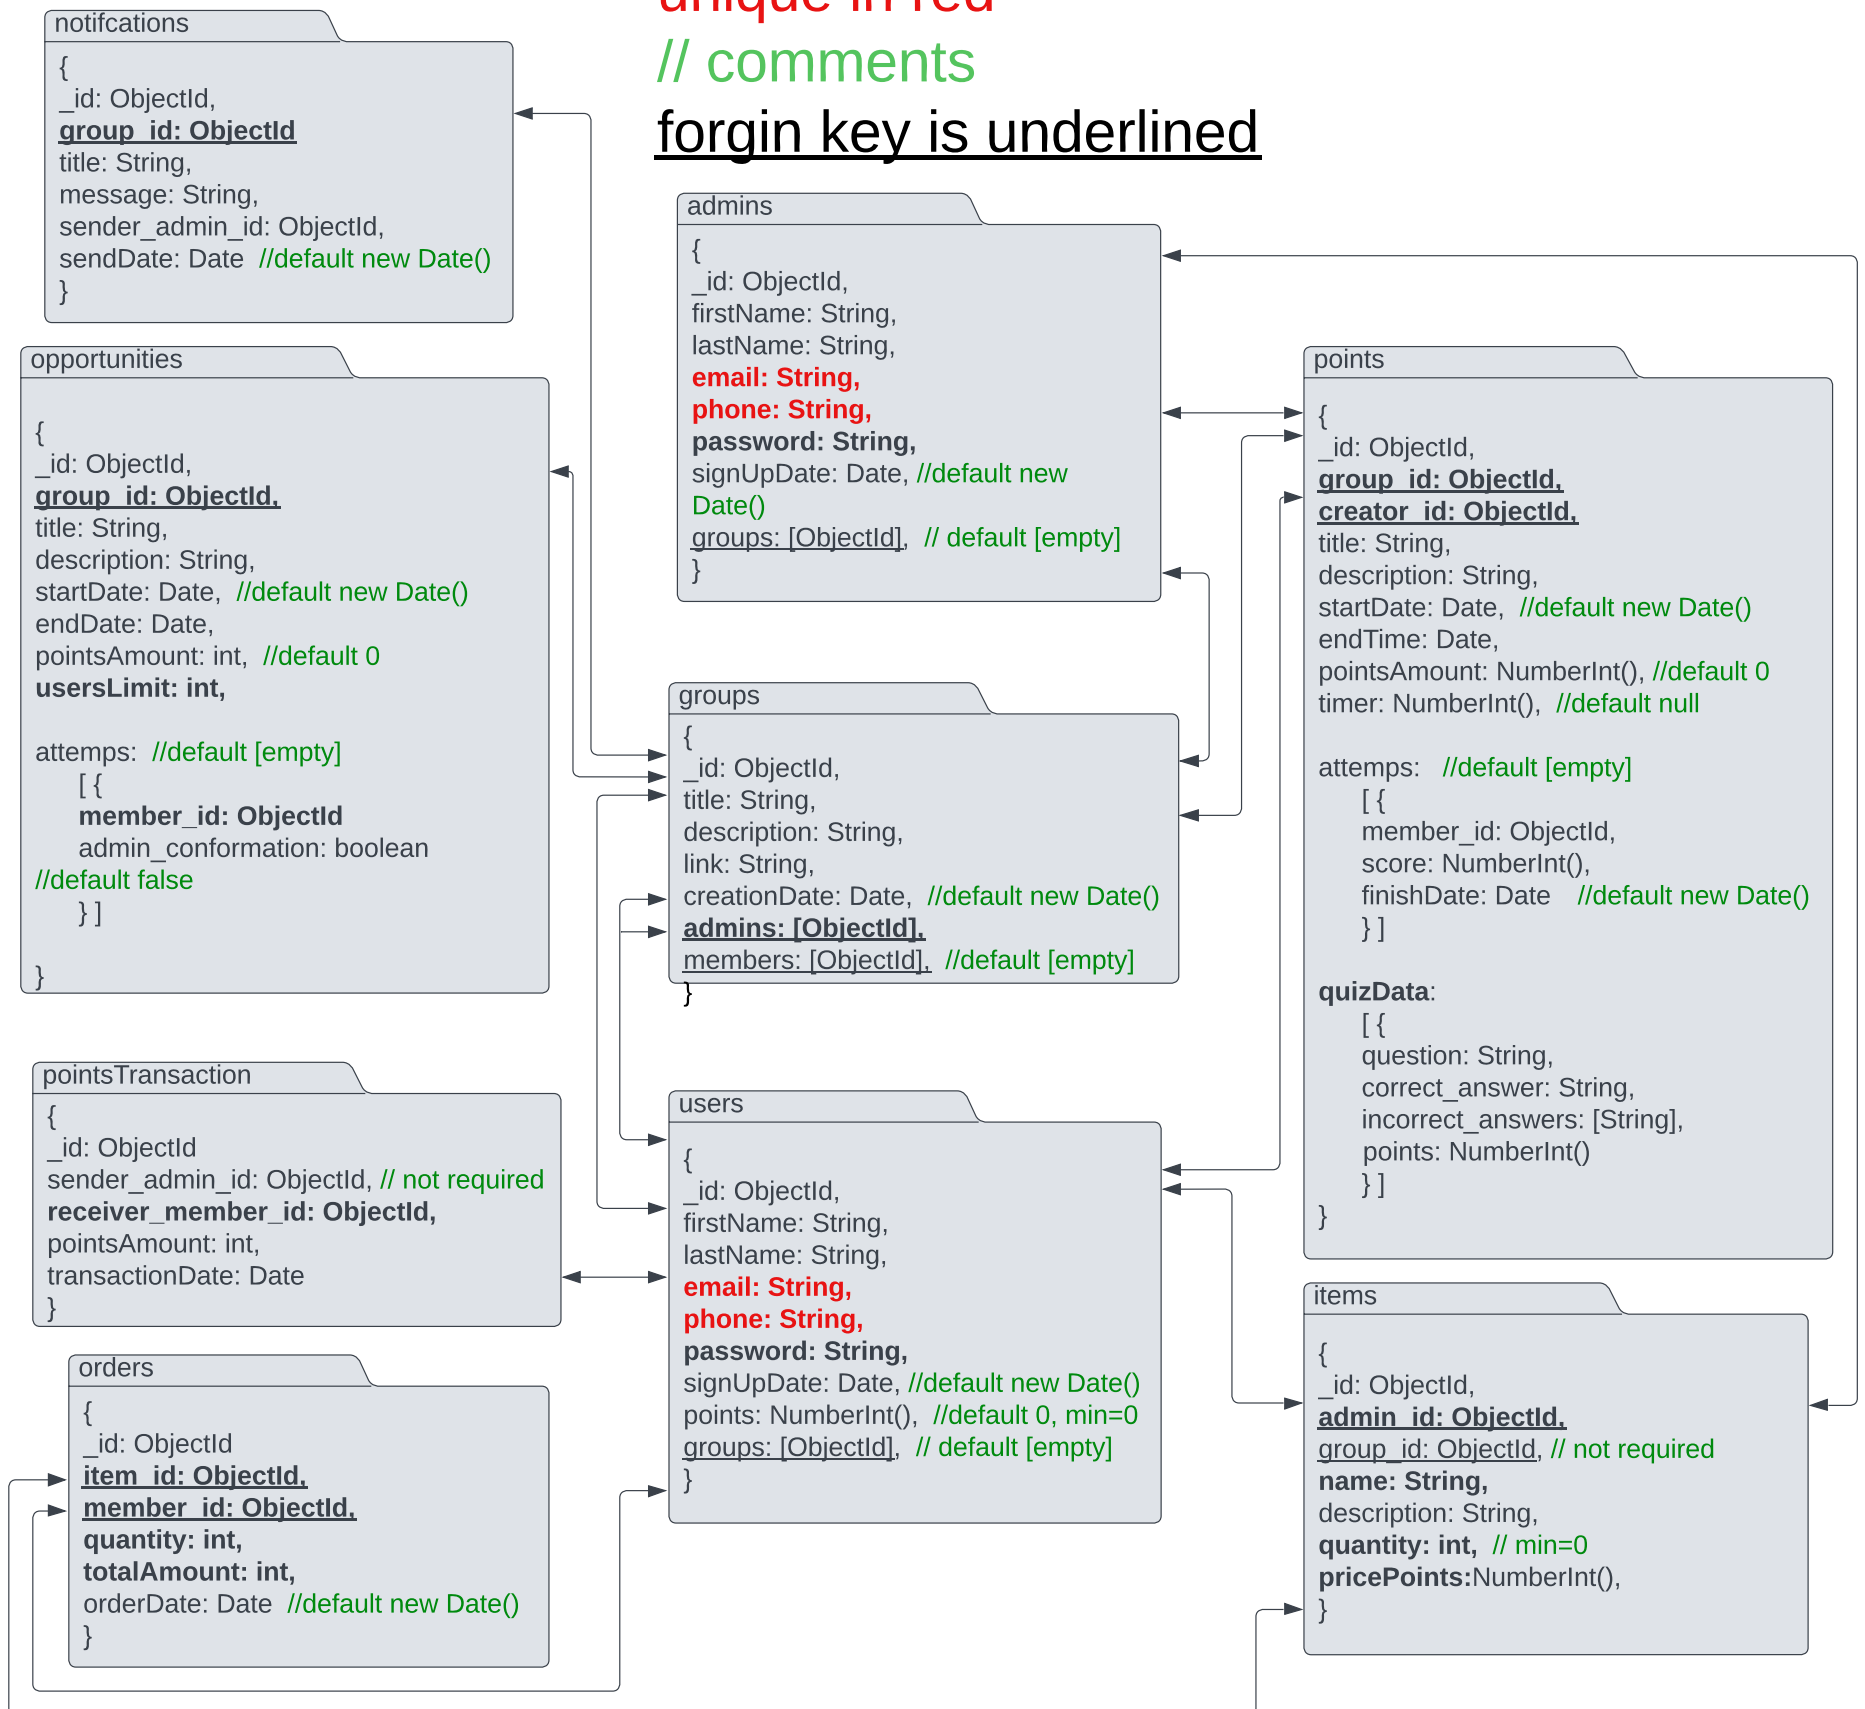 unique in red
// comments
forgin key is underlined
notifcations
{
_id: ObjectId,
group_id: ObjectId
title: String,
message: String,
sender_admin_id: ObjectId,
sendDate: Date  //default new Date()
}
opportunities
{
_id: ObjectId,
group_id: ObjectId,
title: String,
description: String,
startDate: Date,  //default new Date()
endDate: Date,
pointsAmount: int,  //default 0
usersLimit: int,
attemps:  //default [empty]
[ {
member_id: ObjectId
admin_conformation: boolean
//default false
} ]
}
pointsTransaction
{
_id: ObjectId
sender_admin_id: ObjectId, // not required
receiver_member_id: ObjectId,
pointsAmount: int,
transactionDate: Date
}
orders
{
_id: ObjectId
item_id: ObjectId,
member_id: ObjectId,
quantity: int,
totalAmount: int,
orderDate: Date  //default new Date()
}
admins
{
_id: ObjectId,
firstName: String,
lastName: String,
email: String,
phone: String,
password: String,
signUpDate: Date, //default new
Date()
groups: [ObjectId],  // default [empty]
}
groups
{
_id: ObjectId,
title: String,
description: String,
link: String,
creationDate: Date,  //default new Date()
admins: [ObjectId],
members: [ObjectId],  //default [empty]
}
users
{
_id: ObjectId,
firstName: String,
lastName: String,
email: String,
phone: String,
password: String,
signUpDate: Date, //default new Date()
points: NumberInt(),  //default 0, min=0
groups: [ObjectId],  // default [empty]
}
points
{
_id: ObjectId,
group_id: ObjectId,
creator_id: ObjectId,
title: String,
description: String,
startDate: Date,  //default new Date()
endTime: Date,
pointsAmount: NumberInt(), //default 0
timer: NumberInt(),  //default null
attemps:   //default [empty]
[ {
member_id: ObjectId,
score: NumberInt(),
finishDate: Date    //default new Date()
} ]
quizData:
[ {
question: String,
correct_answer: String,
incorrect_answers: [String],
points: NumberInt()
} ]
}
items
{
_id: ObjectId,
admin_id: ObjectId,
group_id: ObjectId, // not required
name: String,
description: String,
quantity: int,  // min=0
pricePoints:NumberInt(),
}